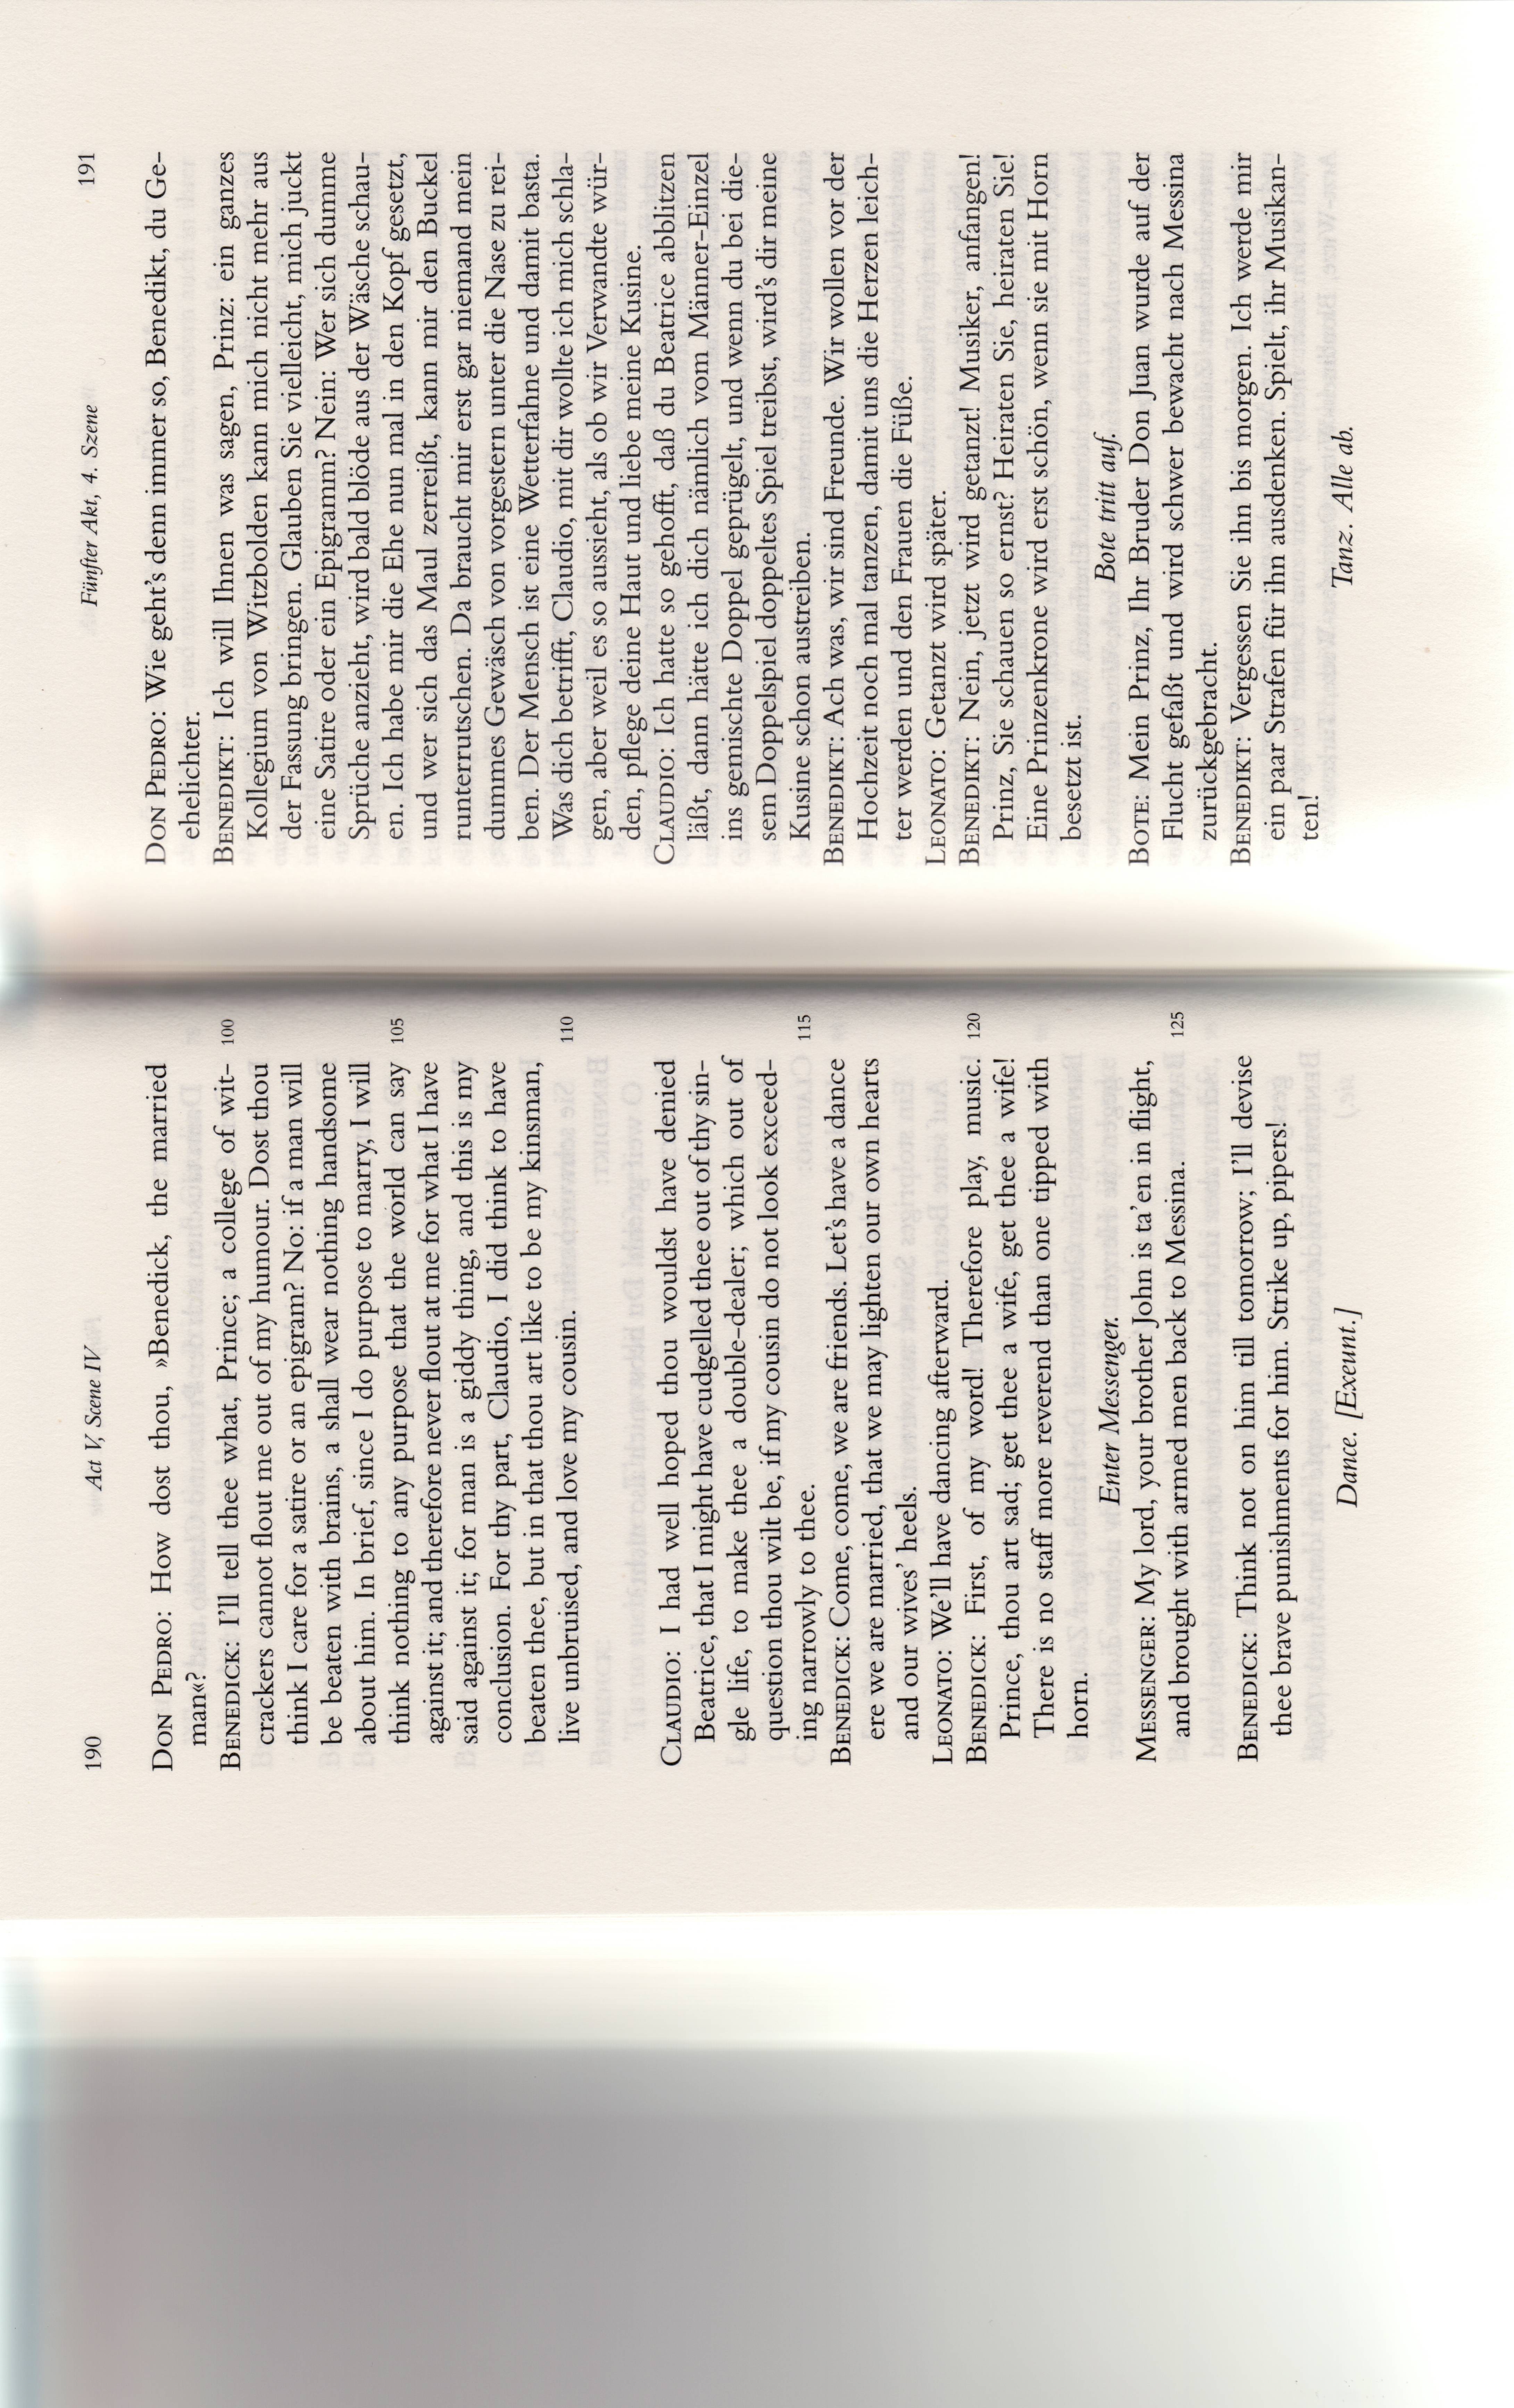 190
Act V, Scene IV
DON PEDRO: How dost thou, »Benedick, the married
man«?
BENEDICK: I'll tell thee what, Prince; a college of wit-
100
crackers cannot flout me out of my humour. Dost thou
think I care for a satire or an epigram? No: if a man will
be beaten with brains, a shall wear nothing handsome
about him. In brief, since I do purpose to marry, I will
think nothing to any purpose that the world can say
105
against it; and therefore never flout at me for what I have
said against it; for man is a giddy thing, and this is my
conclusion. For thy part, Claudio, I did think to have
beaten thee, but in that thou art like to be my kinsman,
live unbruised, and love my cousin.
110
CLAUDIO: I had well hoped thou wouldst have denied
Beatrice, that I might have cudgelled thee out of thy sin-
gle life, to make thee a double-dealer; which out of
question thou wilt be, if my cousin do not look exceed-
ing narrowly to thee.
115
BENEDICK: Come, come, we are friends. Let's have a dance
ere we are married, that we may lighten our own hearts
and our wives' heels.
LEONATO: We'll have dancing afterward.
BENEDICK: First, of my word! Therefore play, music.
120
Prince, thou art sad; get thee a wife, get thee a wife!
There is no staff more reverend than one tipped with
horn.
Enter Messenger.
MESSENGER: My lord, your brother John is ta'en in flight,
and brought with armed men back to Messina.
125
BENEDICK: Think not on him till tomorrow; I'll devise
thee brave punishments for him. Strike up, pipers!
Dance. [Exeunt.]
Fünfter Akt, 4. Szene
191
DON PEDRO: Wie geht's denn immer so, Benedikt, du Ge-
ehelichter.
BENEDIKT: Ich will Ihnen was sagen, Prinz: ein ganzes
Kollegium von Witzbolden kann mich nicht mehr aus
der Fassung bringen. Glauben Sie vielleicht, mich juckt
eine Satire oder ein Epigramm? Nein: Wer sich dumme
Sprüche anzieht, wird bald blöde aus der Wäsche schau-
en. Ich habe mir die Ehe nun mal in den Kopf gesetzt,
und wer sich das Maul zerreißt, kann mir den Buckel
runterrutschen. Da braucht mir erst gar niemand mein
dummes Gewäsch von vorgestern unter die Nase zu rei-
ben. Der Mensch ist eine Wetterfahne und damit basta.
Was dich betrifft, Claudio, mit dir wollte ich mich schla-
gen, aber weil es so aussieht, als ob wir Verwandte wür-
den, pflege deine Haut und liebe meine Kusine.
CLAUDIO: Ich hatte so gehofft, daß du Beatrice abblitzen
läßt, dann hätte ich dich nämlich vom Männer-Einzel
ins gemischte Doppel geprügelt, und wenn du bei die-
sem Doppelspiel doppeltes Spiel treibst, wird's dir meine
Kusine schon austreiben.
BENEDIKT: Ach was, wir sind Freunde. Wir wollen vor der
Hochzeit noch mal tanzen, damit uns die Herzen leich-
ter werden und den Frauen die Füße.
LEONATO: Getanzt wird später.
BENEDIKT: Nein, jetzt wird getanzt! Musiker, anfangen!
Prinz, Sie schauen so ernst? Heiraten Sie, heiraten Sie!
Eine Prinzenkrone wird erst schön, wenn sie mit Horn
besetzt ist.
Bote tritt auf.
BOTE: Mein Prinz, Ihr Bruder Don Juan wurde auf der
Flucht gefaßt und wird schwer bewacht nach Messina
zurückgebracht.
BENEDIKT: Vergessen Sie ihn bis morgen. Ich werde mir
ein paar Strafen für ihn ausdenken. Spielt, ihr Musikan-
ten!
Tanz. Alle ab.